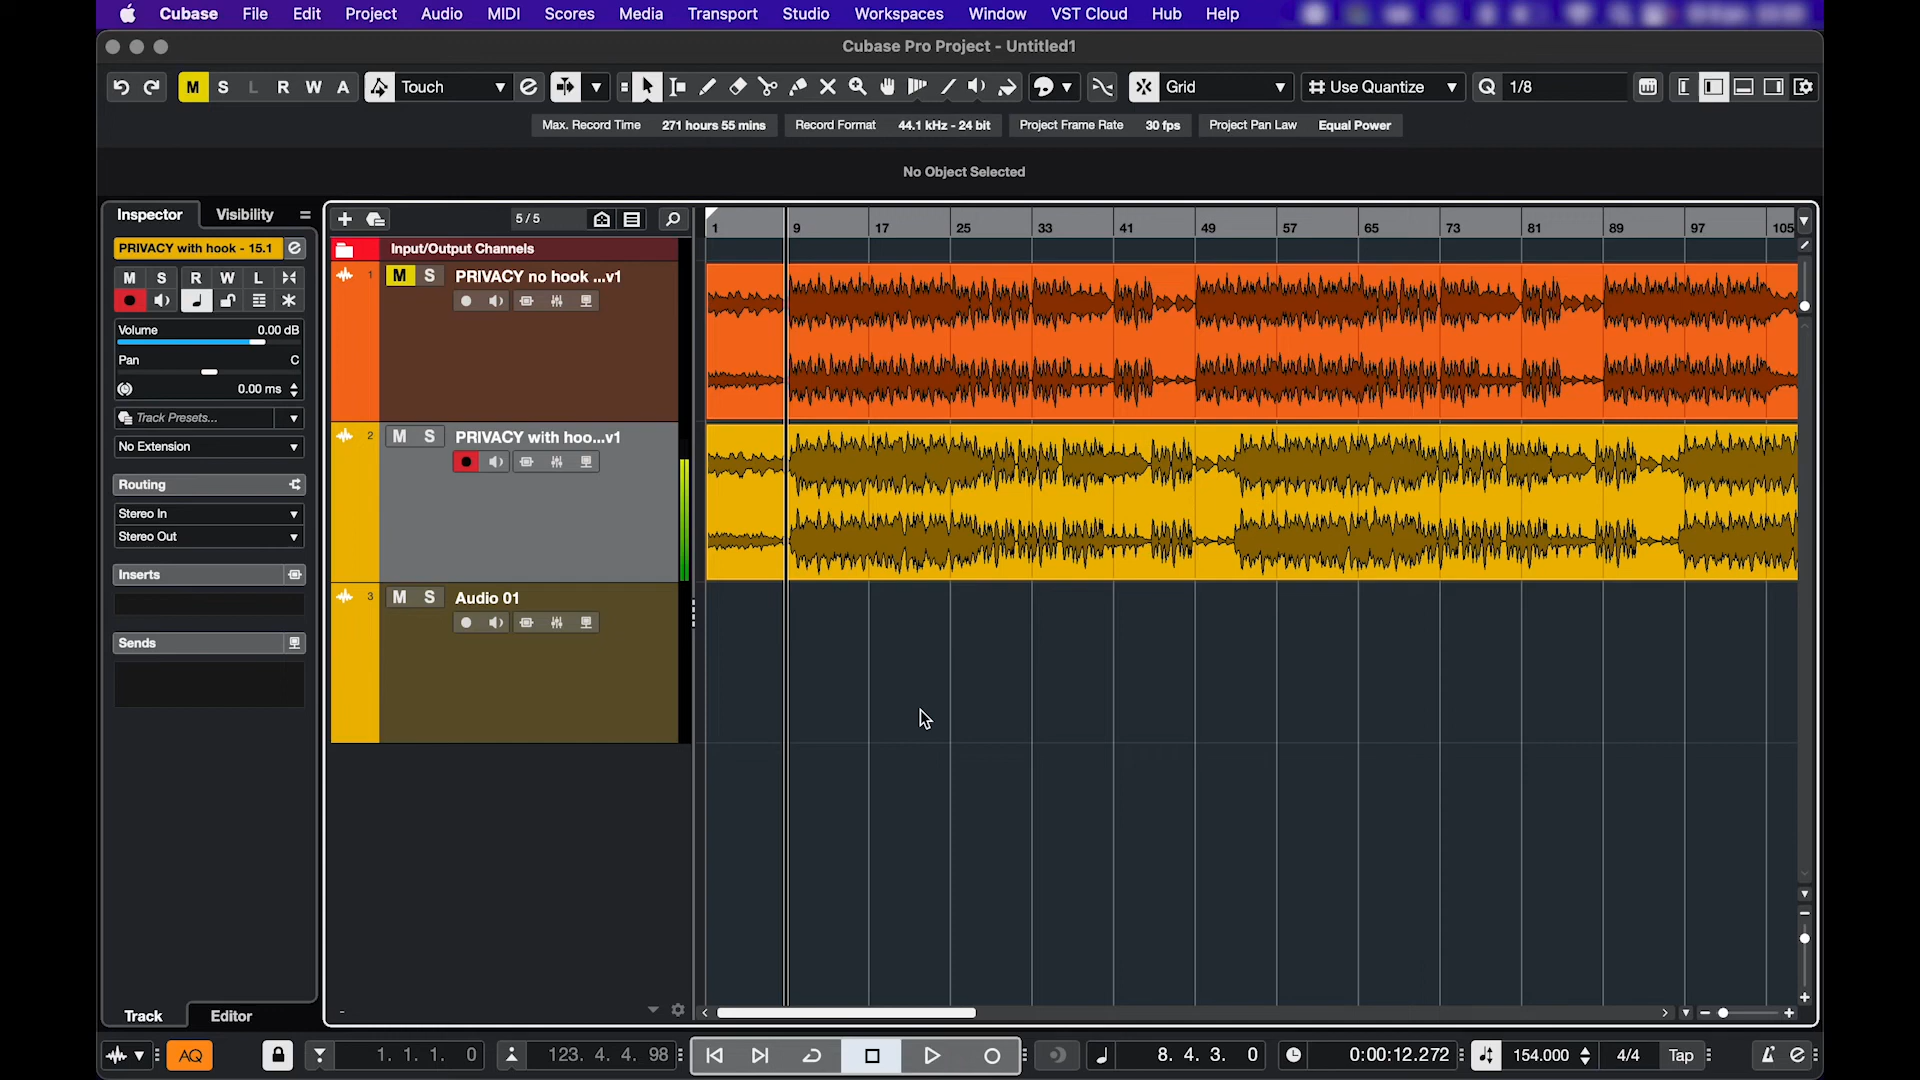 Cubase File Edit Project Audio MIDI Scores Media Transport Studio Workspaces Window VST Cloud Hub Help
Cubase Pro Project - Untitled1
M S L R W A Touch Grid Use Quantize Q 1/8
Max. Record Time 271 hours 55 mins Record Format 44.1 kHz - 24 bit Project Frame Rate 30 fps Project Pan Law Equal Power
No Object Selected
Inspector Visibility
5 / 5
1 9 17 25 33 41 49 57 65 73 81 89 97 105
PRIVACY with hook - 15.1
M S R W L
Volume 0.00 dB
Pan C
0.00 ms
Track Presets...
No Extension
Routing
Stereo In
Stereo Out
Inserts
Sends
Input/Output Channels
1 M S PRIVACY no hook ...v1
2 M S PRIVACY with hoo...v1
3 M S Audio 01
Track Editor
AQ 1. 1. 1. 0 123. 4. 4. 98 8. 4. 3. 0 0:00:12.272 154.000 4/4 Tap